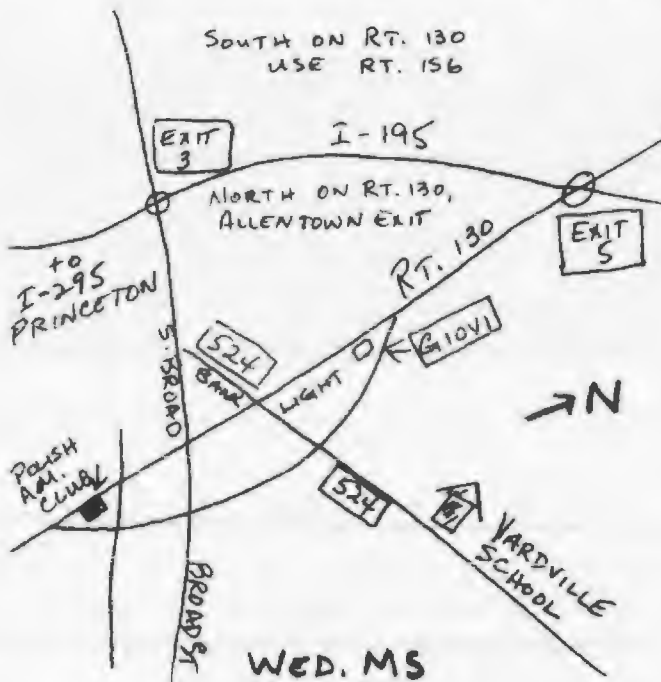 SOUTH ON RT. 130
USE RT. 156
EXIT
3
I-195
NORTH ON RT. 130,
ALLENTOWN EXIT
EXIT
5
to
I-295
PRINCETON
RT. 130
S. BROAD
524
BANK
LIGHT
GIOVI
N
POLISH
AM.
CLUB
524
YARDVILLE
SCHOOL
BROAD ST
WED. MS